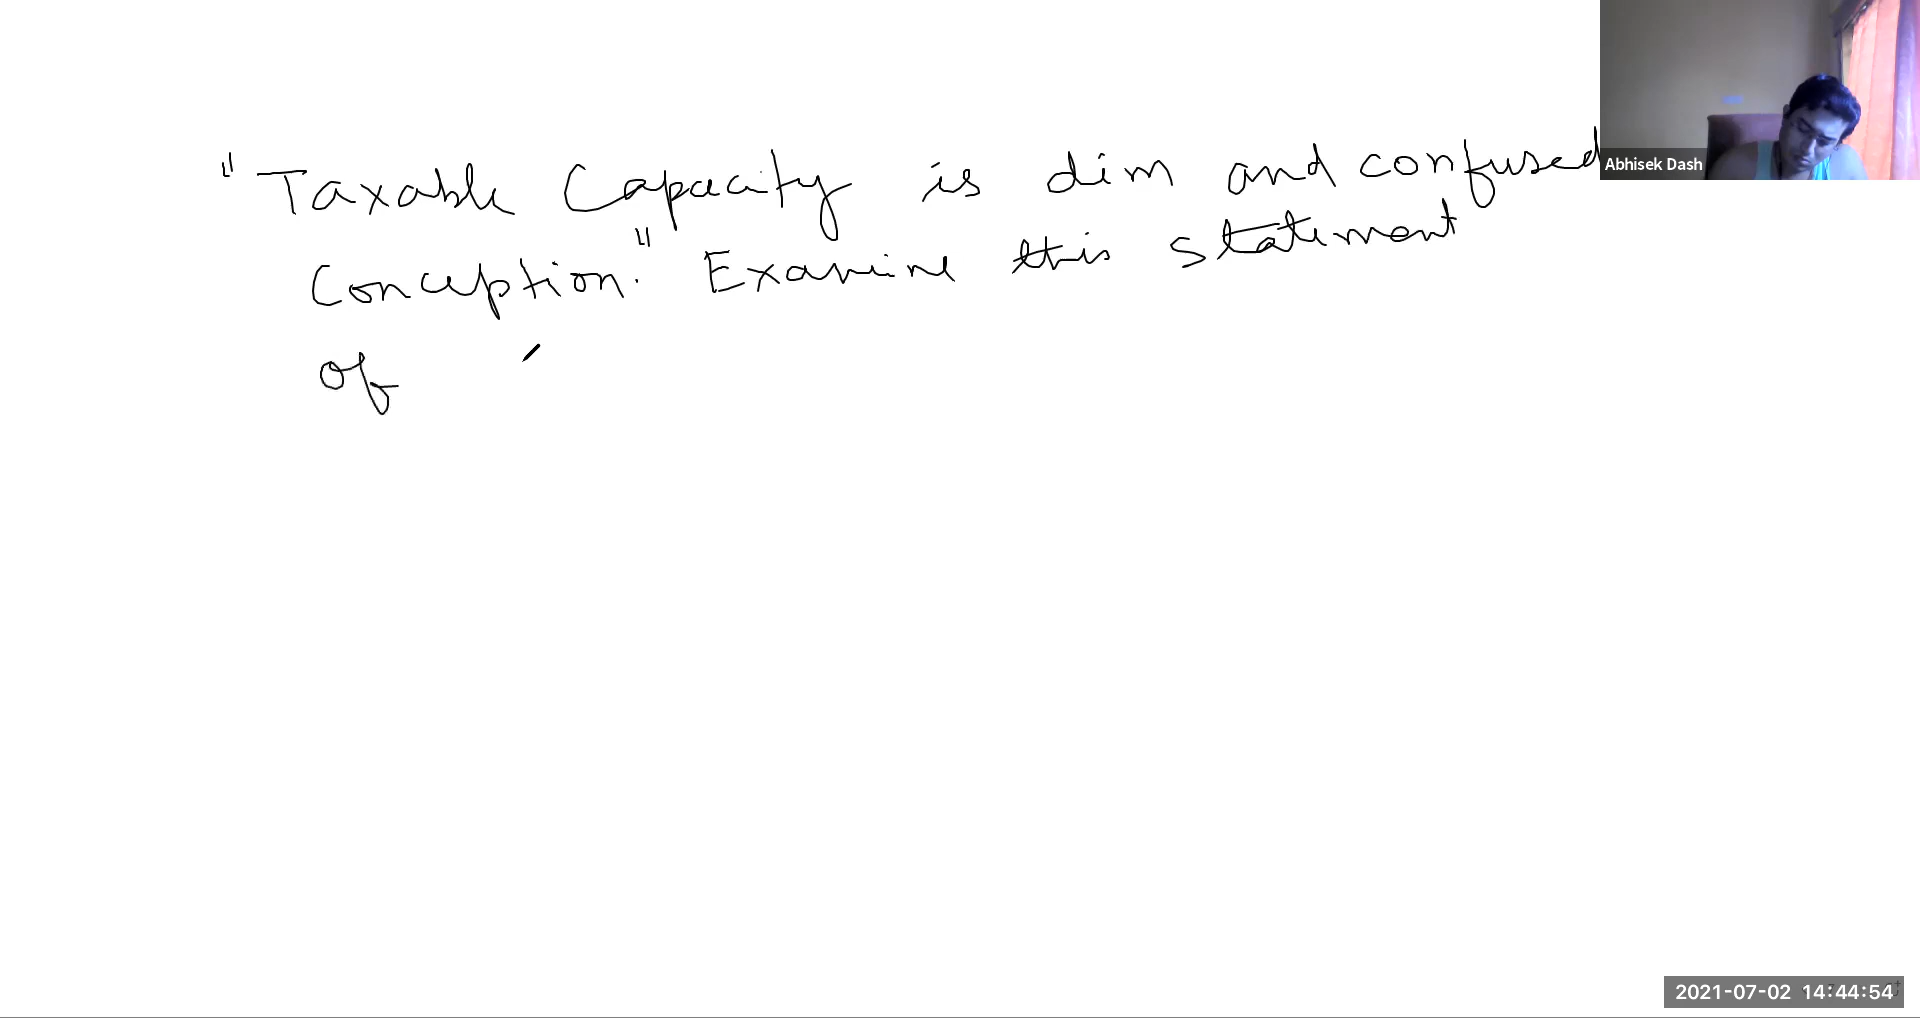 "Taxable Capacity is dim and confused
Abhisek Dash
Conception." Examine this statement
of
2021-07-02 14:44:54